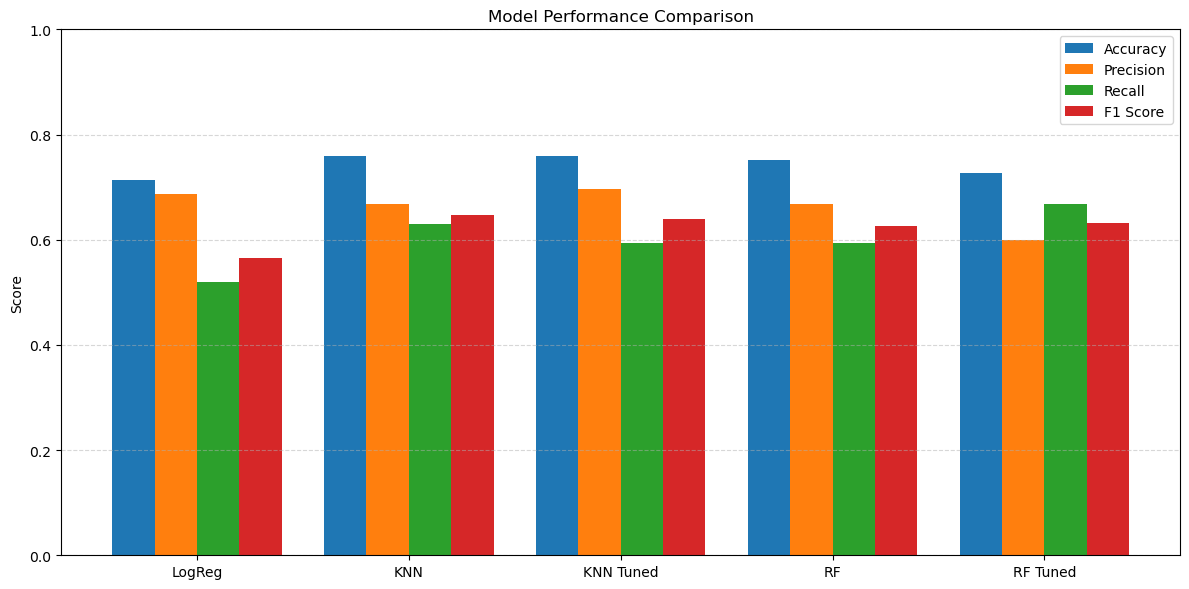 Model Performance Comparison
1.0
0.8
0.6
0.4
0.2
0.0
Score
Accuracy
Precision
Recall
F1 Score
LogReg
KNN
KNN Tuned
RF
RF Tuned